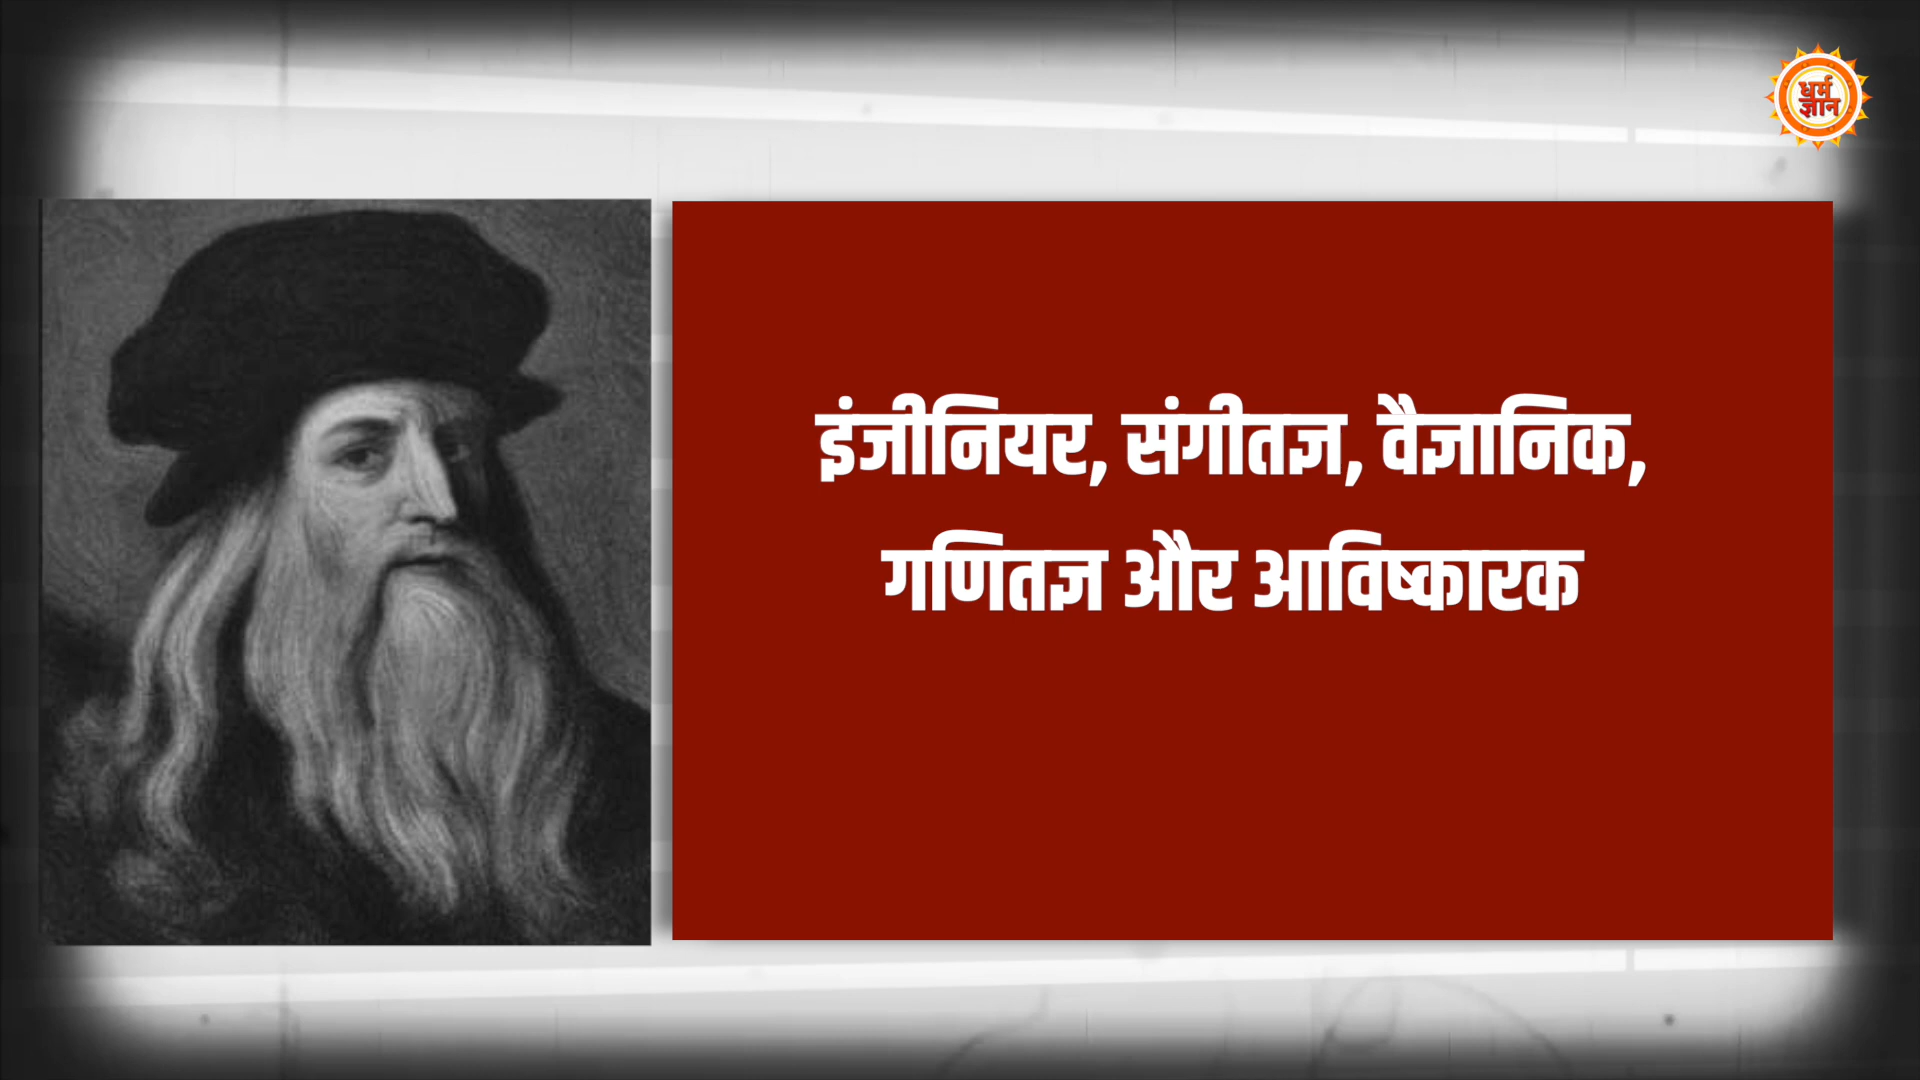 धर्म
ज्ञान
इंजीनियर, संगीतज्ञ, वैज्ञानिक,
गणितज्ञ और आविष्कारक